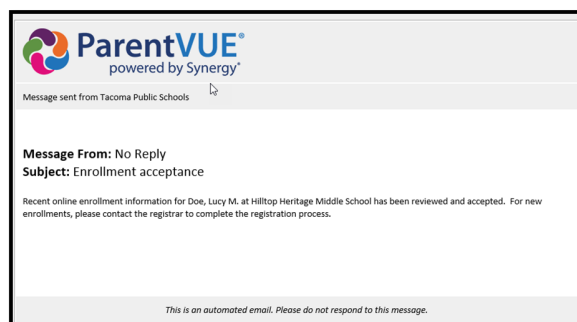 ParentVUE®
powered by Synergy®
Message sent from Tacoma Public Schools
Message From: No Reply
Subject: Enrollment acceptance
Recent online enrollment information for Doe, Lucy M. at Hilltop Heritage Middle School has been reviewed and accepted.  For new
enrollments, please contact the registrar to complete the registration process.
This is an automated email. Please do not respond to this message.